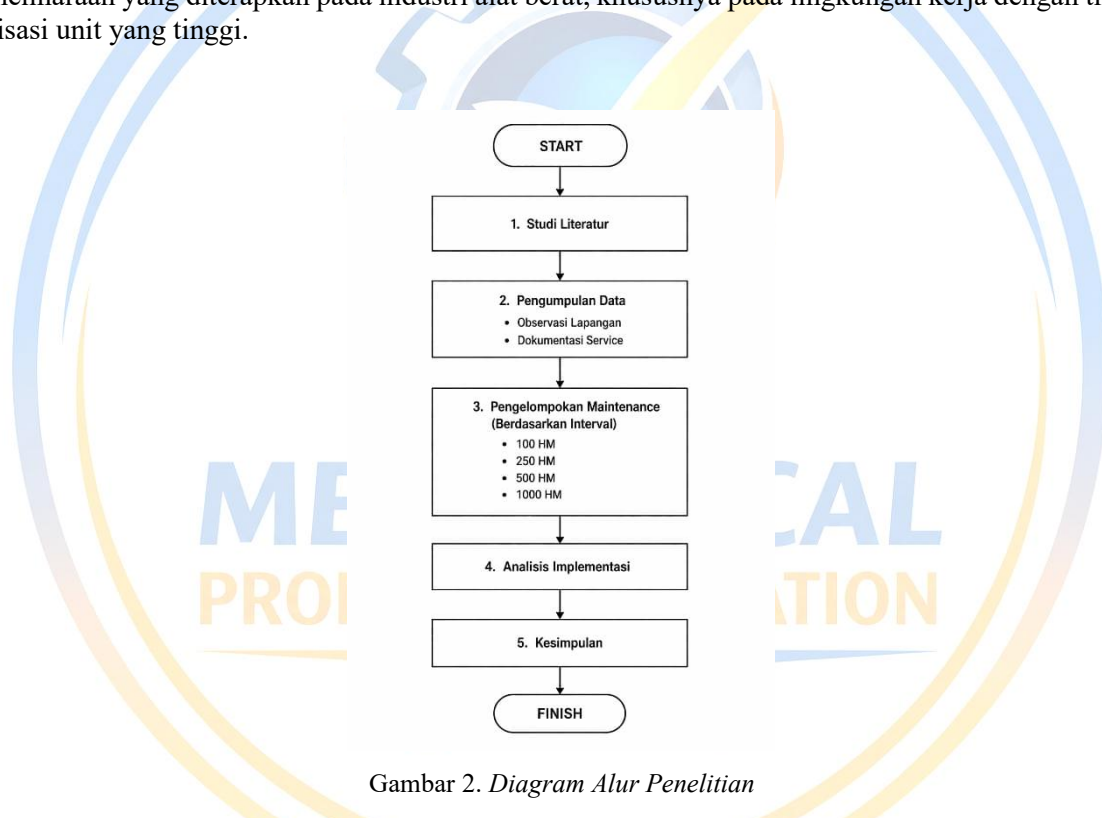 yang diterapkan pada industri alat berat, khususnya pada lingkungan kerja dengan
unit yang tinggi.
START
1. Studi Literatur
2. Pengumpulan Data
• Observasi Lapangan
• Dokumentasi Service
3. Pengelompokan Maintenance
(Berdasarkan Interval)
• 100 HM
• 250 HM
• 500 HM
• 1000 HM
4. Analisis Implementasi
5. Kesimpulan
FINISH
Gambar 2. Diagram Alur Penelitian